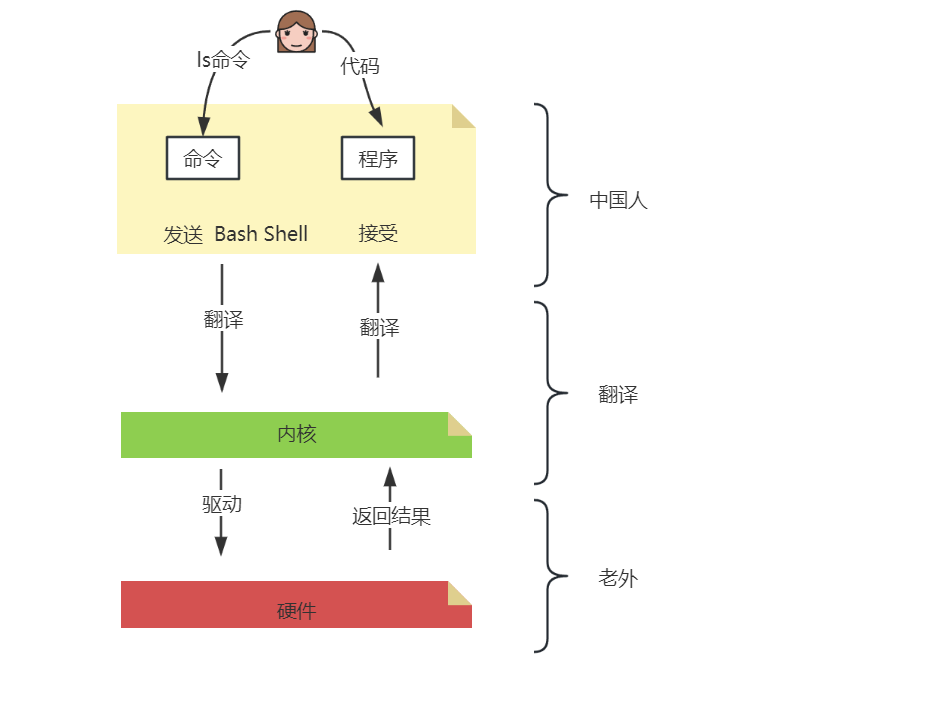 ls命令
代码
命令
程序
中国人
发送 Bash Shell
接受
翻译
翻译
翻译
内核
驱动
返回结果
老外
硬件